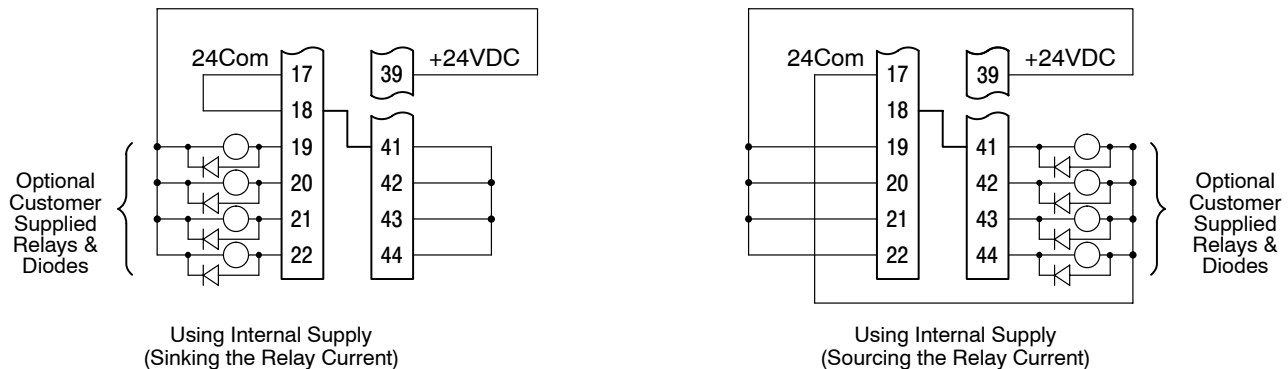 24Com
17
39
+24VDC
18
19
41
20
42
21
43
22
44
Optional
Customer
Supplied
Relays &
Diodes
Using Internal Supply
(Sinking the Relay Current)
24Com
17
39
+24VDC
18
19
41
20
42
21
43
22
44
Optional
Customer
Supplied
Relays &
Diodes
Using Internal Supply
(Sourcing the Relay Current)